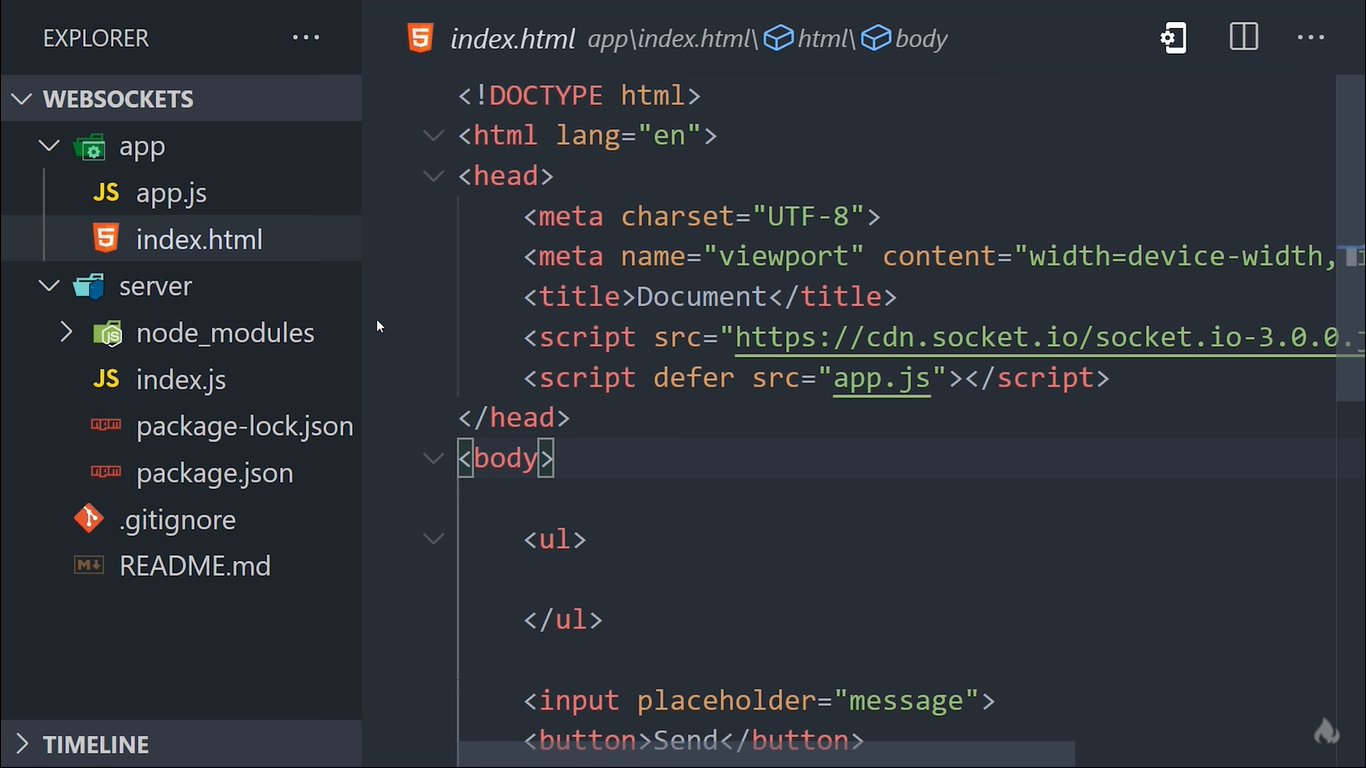 EXPLORER ...
WEBSOCKETS
app
JS app.js
index.html
server
node_modules
JS index.js
package-lock.json
package.json
.gitignore
README.md
TIMELINE
index.html app\index.html\html\body
<!DOCTYPE html>
<html lang="en">
<head>
<meta charset="UTF-8">
<meta name="viewport" content="width=device-width,
<title>Document</title>
<script src="https://cdn.socket.io/socket.io-3.0.0.j
<script defer src="app.js"></script>
</head>
<body>
<ul>
</ul>
<input placeholder="message">
<button>Send</button>